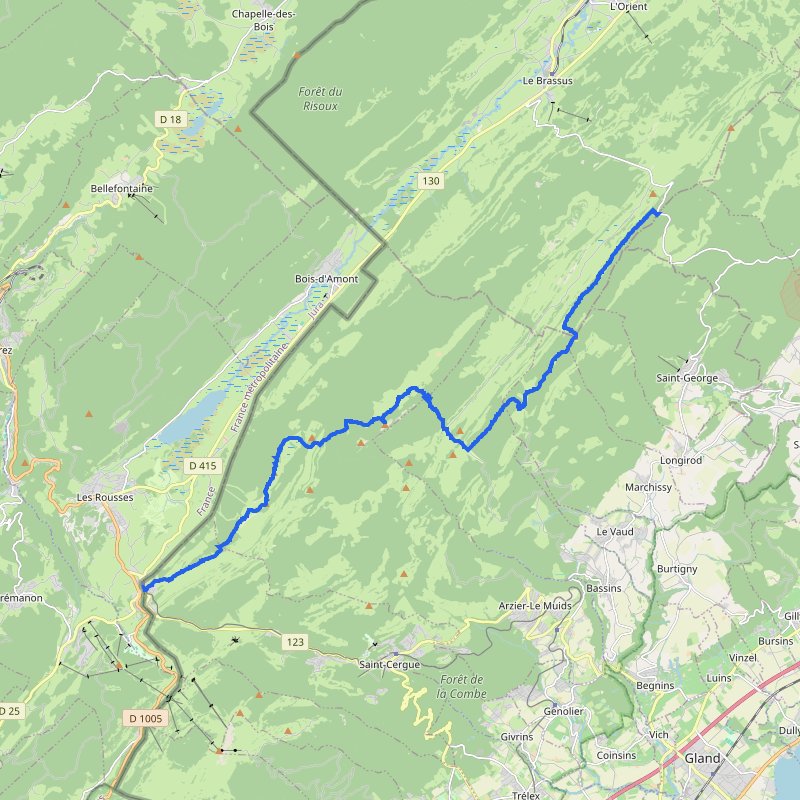 L'Orient
Chapelle-des-
Bois
Le Brassus
Forêt du
Risoux
D 18
130
Bellefontaine
Bois-d'Amont
Jura
France métropolitaine
rez
Saint-George
D 415
France
Les Rousses
Longirod
Marchissy
Le Vaud
Burtigny
Bassins
rémanon
Arzier-Le Muids
123
Saint-Cergue
Gilly
Bursins
Vinzel
Luins
Forêt de
la Combe
Begnins
D 25
D 1005
Genolier
Givrins
Vich
Dully
Coinsins
Gland
Trélex